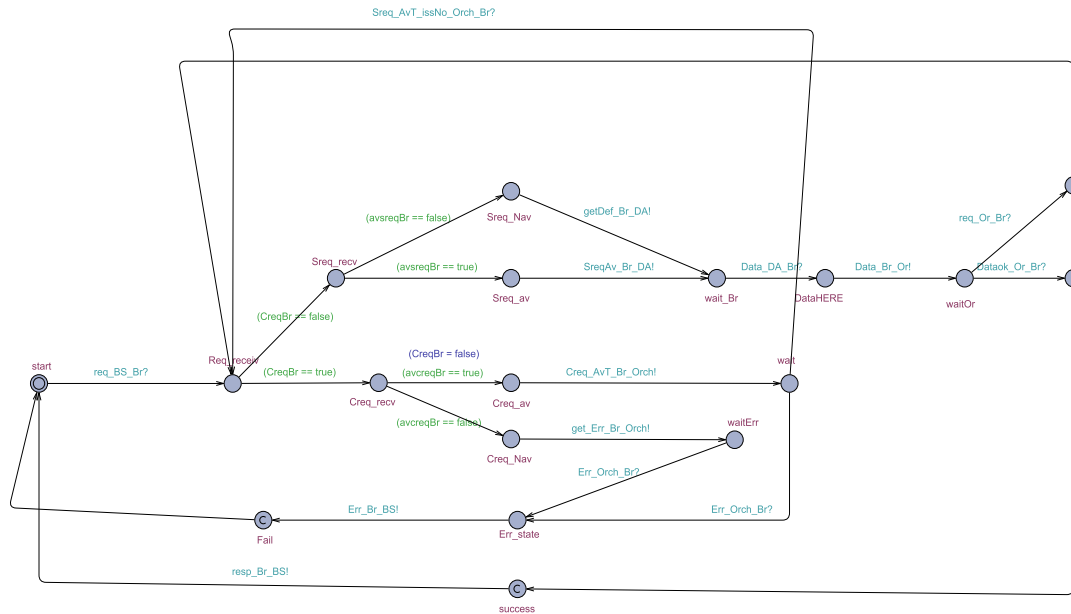 Sreq_AvT_issNo_Orch_Br?
Sreq_Nav
(avsreqBr == false)
getDef_Br_DA!
req_Or_Br?
Sreq_recv
(avsreqBr == true)
SreqAv_Br_DA!
Data_DA_Br?
Data_Br_Or!
Dataok_Or_Br?
Sreq_av
wait_Br
DataHERE
waitOr
(CreqBr == false)
(CreqBr = false)
start
Req_receiv
wait
req_BS_Br?
(CreqBr == true)
(avcreqBr == true)
Creq_AvT_Br_Orch!
Creq_recv
Creq_av
(avcreqBr == false)
get_Err_Br_Orch!
waitErr
Creq_Nav
Err_Orch_Br?
Err_Br_BS!
Err_Orch_Br?
C
Fail
Err_state
resp_Br_BS!
C
success